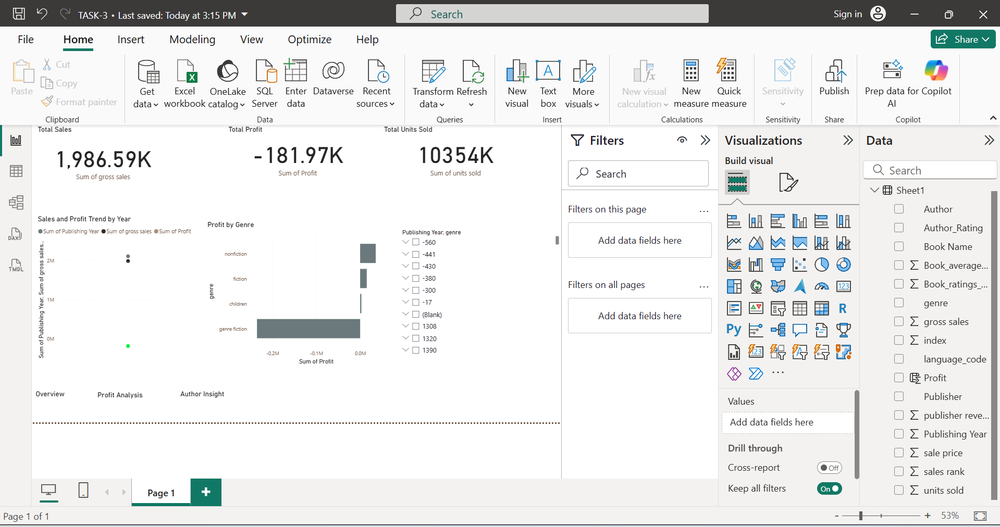 TASK-3 • Last saved: Today at 3:15 PM
Search
Sign in
File Home Insert Modeling View Optimize Help
Share
Paste
Cut
Copy
Format painter
Clipboard
Get data
Excel workbook
OneLake catalog
SQL Server
Enter data
Dataverse
Recent sources
Data
Transform data
Refresh
Queries
New visual
Text box
More visuals
Insert
New visual calculation
New measure
Quick measure
Calculations
Sensitivity
Sensitivity
Publish
Share
Prep data for AI
Copilot
Copilot
Total Sales
1,986.59K
Sum of gross sales
Total Profit
-181.97K
Sum of Profit
Total Units Sold
10354K
Sum of units sold
Sales and Profit Trend by Year
Sum of Publishing Year Sum of gross sales Sum of Profit
Sum of Publishing Year, Sum of gross sales...
2M
1M
0M
Profit by Genre
genre
nonfiction
fiction
children
genre fiction
-0.2M -0.1M 0.0M
Sum of Profit
Publishing Year, genre
-560
-441
-430
-380
-300
-17
(Blank)
1308
1320
1390
Overview
Profit Analysis
Author Insight
Filters
Search
Filters on this page ...
Add data fields here
Filters on all pages ...
Add data fields here
Visualizations
Build visual
123
R
Py
123
...
Values
Add data fields here
Drill through
Cross-report Off
Keep all filters On
Data
Search
Sheet1
Author
Author_Rating
Book Name
Σ Book_average...
Σ Book_ratings_...
genre
Σ gross sales
Σ index
language_code
Profit
Publisher
Σ publisher reve...
Σ Publishing Year
Σ sale price
Σ sales rank
Σ units sold
DAX
TMDL
Page 1
+
Page 1 of 1
- + 53%